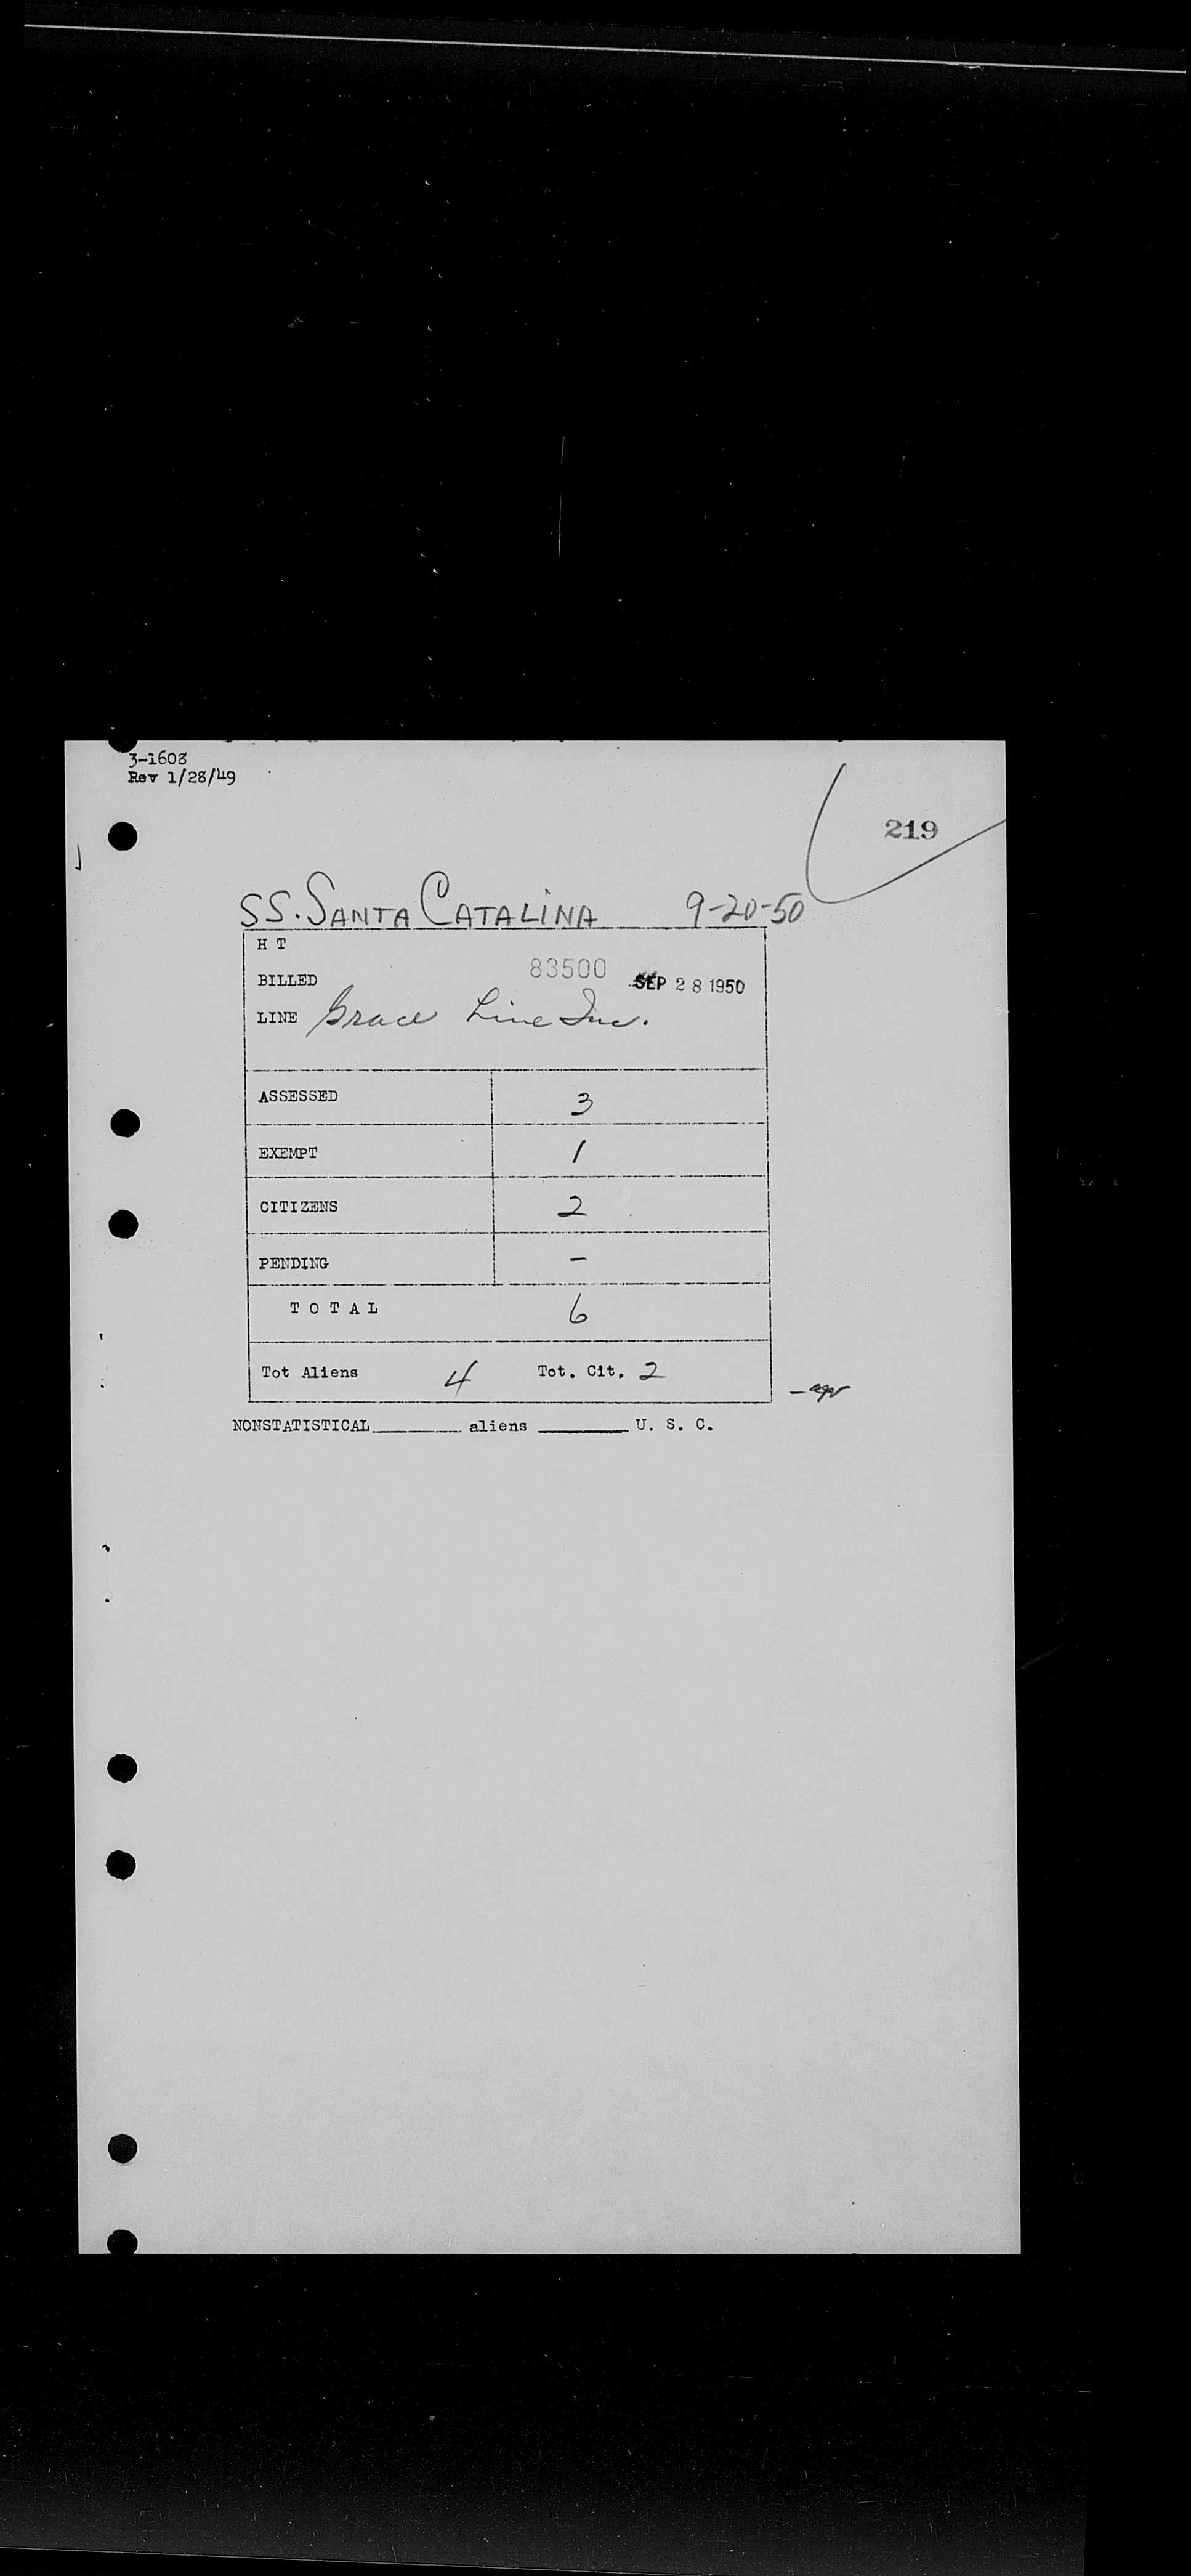 3-1608
Rev 1/28/49
219
SS. SANTA CATALINA 9-20-50
H T
BILLED 83500 SEP 28 1950
LINE Grace Line Inc.
ASSESSED 3
EXEMPT 1
CITIZENS 2
PENDING -
TOTAL 6
Tot Aliens 4 Tot. Cit. 2
NONSTATISTICAL aliens U. S. C.